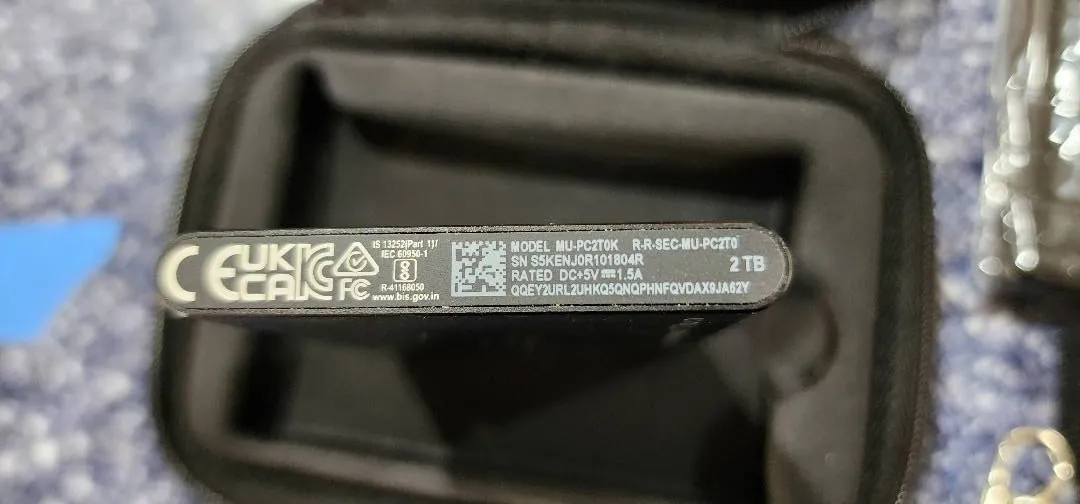 CE UK CA
IS 13252(Part 1)/
IEC 60950-1
R-41168050
FC www.bis.gov.in
MODEL MU-PC2T0K R-R-SEC-MU-PC2T0
SN S5KENJ0R101804R
RATED DC+5V⎓1.5A
QQEY2URL2UHKQ5QNQPHNFQVDAX9JA62Y
2 TB